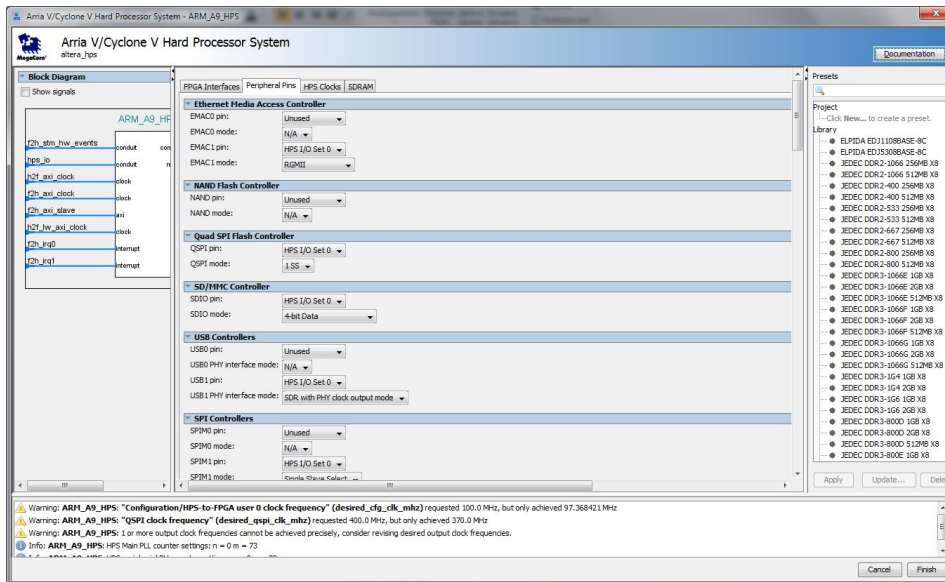 Arria V/Cyclone V Hard Processor System - ARM_A9_HPS
Arria V/Cyclone V Hard Processor System
altera_hps
MegaCore
Documentation
Block Diagram
Show signals
ARM_A9_HP
f2h_stm_hw_events
conduit
con
hps_io
conduit
h2f_axi_clock
clock
f2h_axi_clock
clock
f2h_axi_slave
axi
h2f_lw_axi_clock
clock
f2h_irq0
interrupt
f2h_irq1
interrupt
FPGA Interfaces Peripheral Pins HPS Clocks SDRAM
Ethernet Media Access Controller
EMAC0 pin: Unused
EMAC0 mode: N/A
EMAC1 pin: HPS I/O Set 0
EMAC1 mode: RGMII
NAND Flash Controller
NAND pin: Unused
NAND mode: N/A
Quad SPI Flash Controller
QSPI pin: HPS I/O Set 0
QSPI mode: 1 SS
SD/MMC Controller
SDIO pin: HPS I/O Set 0
SDIO mode: 4-bit Data
USB Controllers
USB0 pin: Unused
USB0 PHY interface mode: N/A
USB1 pin: HPS I/O Set 0
USB1 PHY interface mode: SDR with PHY clock output mode
SPI Controllers
SPIM0 pin: Unused
SPIM0 mode: N/A
SPIM1 pin: HPS I/O Set 0
SPIM1 mode: Single Slave Select
Presets
Project
Click New... to create a preset.
Library
ELPIDA EDJ1108BASE-8C
ELPIDA EDJ5308BASE-8C
JEDEC DDR2-1066 256MB X8
JEDEC DDR2-1066 512MB X8
JEDEC DDR2-400 256MB X8
JEDEC DDR2-400 512MB X8
JEDEC DDR2-533 256MB X8
JEDEC DDR2-533 512MB X8
JEDEC DDR2-667 256MB X8
JEDEC DDR2-667 512MB X8
JEDEC DDR2-800 256MB X8
JEDEC DDR2-800 512MB X8
JEDEC DDR3-1066E 1GB X8
JEDEC DDR3-1066E 2GB X8
JEDEC DDR3-1066E 512MB X8
JEDEC DDR3-1066F 1GB X8
JEDEC DDR3-1066F 2GB X8
JEDEC DDR3-1066F 512MB X8
JEDEC DDR3-1066G 1GB X8
JEDEC DDR3-1066G 2GB X8
JEDEC DDR3-1066G 512MB X8
JEDEC DDR3-1G4 1GB X8
JEDEC DDR3-1G4 2GB X8
JEDEC DDR3-1G6 1GB X8
JEDEC DDR3-1G6 2GB X8
JEDEC DDR3-800D 1GB X8
JEDEC DDR3-800D 2GB X8
JEDEC DDR3-800D 512MB X8
JEDEC DDR3-800E 1GB X8
Apply Update... Dele
Warning: ARM_A9_HPS: "Configuration/HPS-to-FPGA user 0 clock frequency" (desired_cfg_clk_mhz) requested 100.0 MHz, but only achieved 97.368421 MHz
Warning: ARM_A9_HPS: "QSPI clock frequency" (desired_qspi_clk_mhz) requested 400.0 MHz, but only achieved 370.0 MHz
Warning: ARM_A9_HPS: 1 or more output clock frequencies cannot be achieved precisely, consider revising desired output clock frequencies.
Info: ARM_A9_HPS: HPS Main PLL counter settings: n = 0 m = 73
Cancel Finish